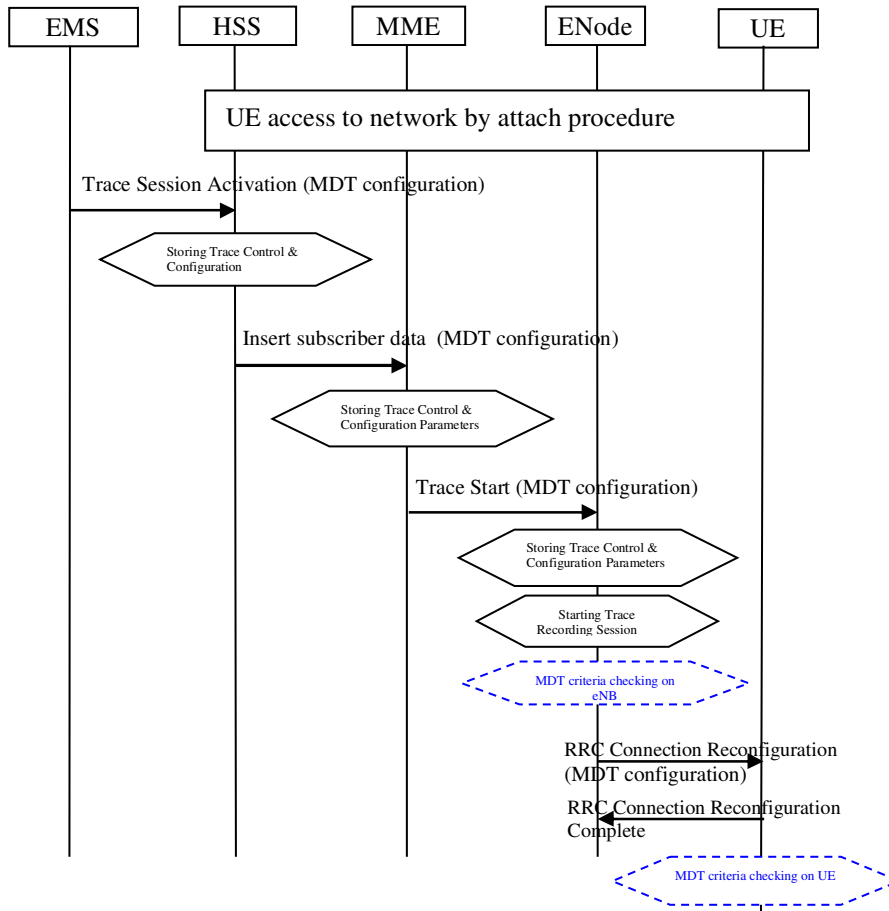 EMS
HSS
MME
ENode
UE
UE access to network by attach procedure
Trace Session Activation (MDT configuration)
Storing Trace Control &
Configuration
Insert subscriber data (MDT configuration)
Storing Trace Control &
Configuration Parameters
Trace Start (MDT configuration)
Storing Trace Control &
Configuration Parameters
Starting Trace
Recording Session
MDT criteria checking on
eNB
RRC Connection Reconfiguration
(MDT configuration)
RRC Connection Reconfiguration
Complete
MDT criteria checking on UE